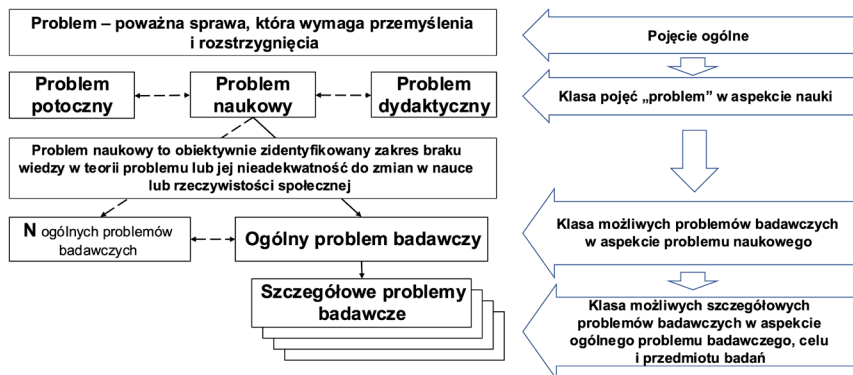 Problem – poważna sprawa, która wymaga przemyślenia
i rozstrzygnięcia
Pojęcie ogólne
Problem
potoczny
Problem
naukowy
Problem
dydaktyczny
Klasa pojęć „problem” w aspekcie nauki
Problem naukowy to obiektywnie zidentyfikowany zakres braku
wiedzy w teorii problemu lub jej nieadekwatność do zmian w nauce
lub rzeczywistości społecznej
N ogólnych problemów
badawczych
Ogólny problem badawczy
Klasa możliwych problemów badawczych
w aspekcie problemu naukowego
Szczegółowe problemy
badawcze
Klasa możliwych szczegółowych
problemów badawczych w aspekcie
ogólnego problemu badawczego, celu
i przedmiotu badań